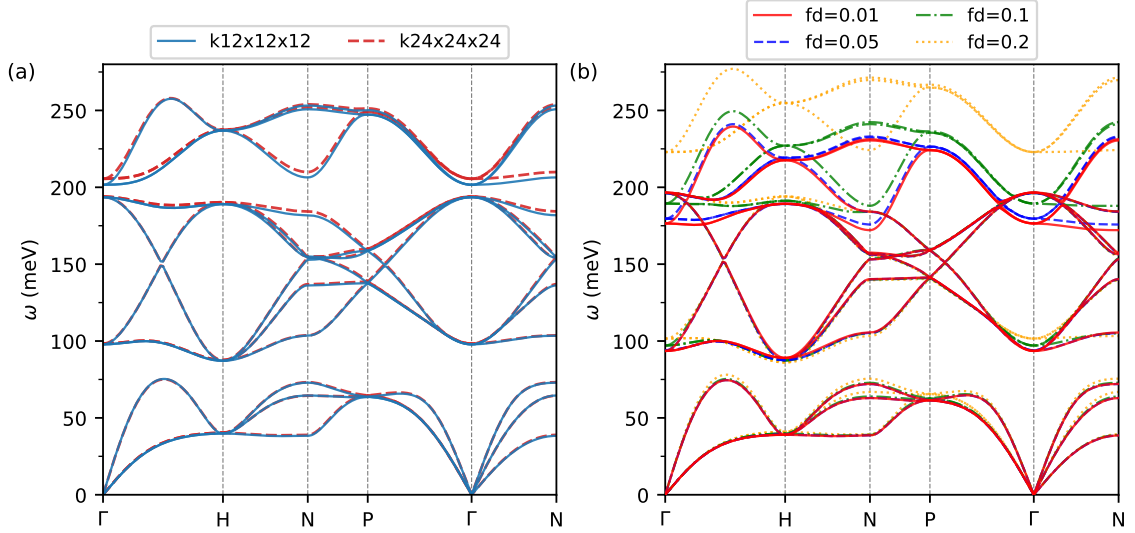 k12x12x12 k24x24x24
(a)
ω (meV)
250
200
150
100
50
0
Γ H N P Γ N
fd=0.01 fd=0.1
fd=0.05 fd=0.2
(b)
ω (meV)
250
200
150
100
50
0
Γ H N P Γ N